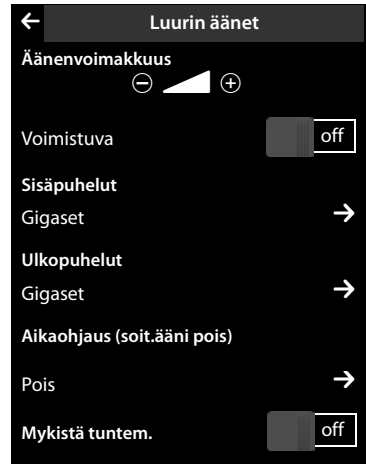 Luurin äänet
Äänenvoimakkuus
Voimistuva off
Sisäpuhelut
Gigaset
Ulkopuhelut
Gigaset
Aikaohjaus (soit.ääni pois)
Pois
Mykistä tuntem. off